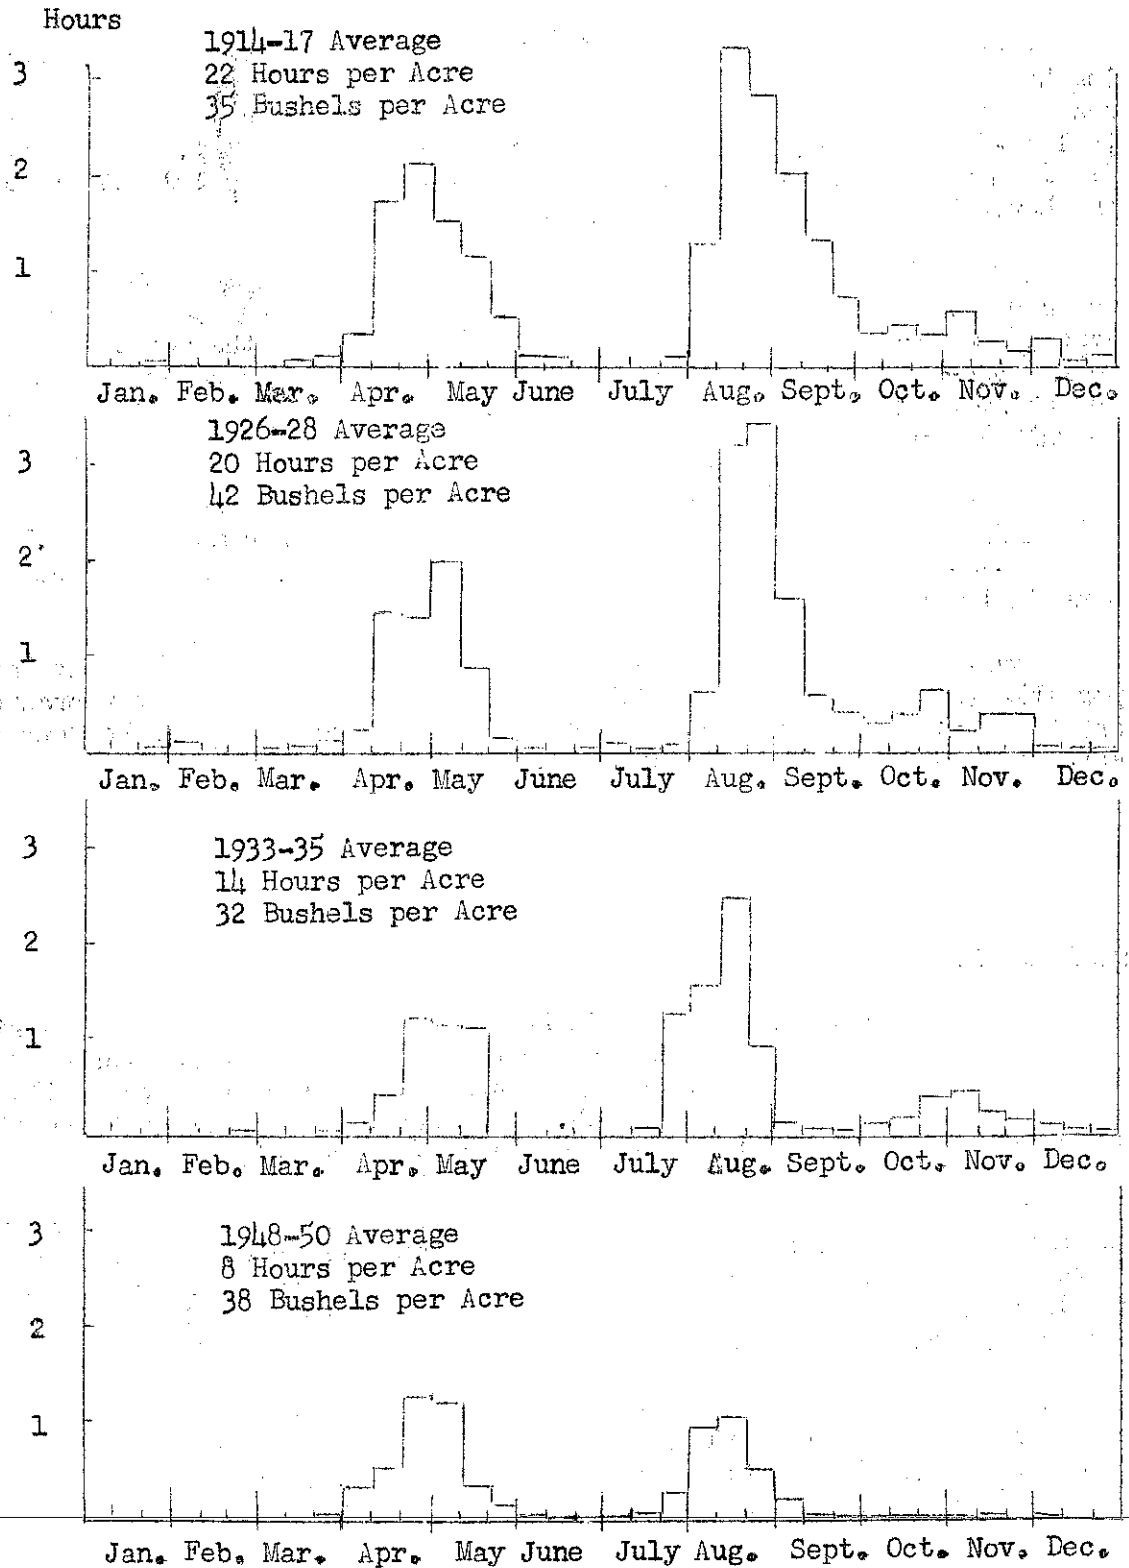 Hours
1914-17 Average
22 Hours per Acre
35 Bushels per Acre
3
2
1
Jan. Feb. Mar. Apr. May June July Aug. Sept. Oct. Nov. Dec.
1926-28 Average
20 Hours per Acre
42 Bushels per Acre
3
2
1
Jan. Feb. Mar. Apr. May June July Aug. Sept. Oct. Nov. Dec.
1933-35 Average
14 Hours per Acre
32 Bushels per Acre
3
2
1
Jan. Feb. Mar. Apr. May June July Aug. Sept. Oct. Nov. Dec.
1948-50 Average
8 Hours per Acre
38 Bushels per Acre
3
2
1
Jan. Feb. Mar. Apr. May June July Aug. Sept. Oct. Nov. Dec.